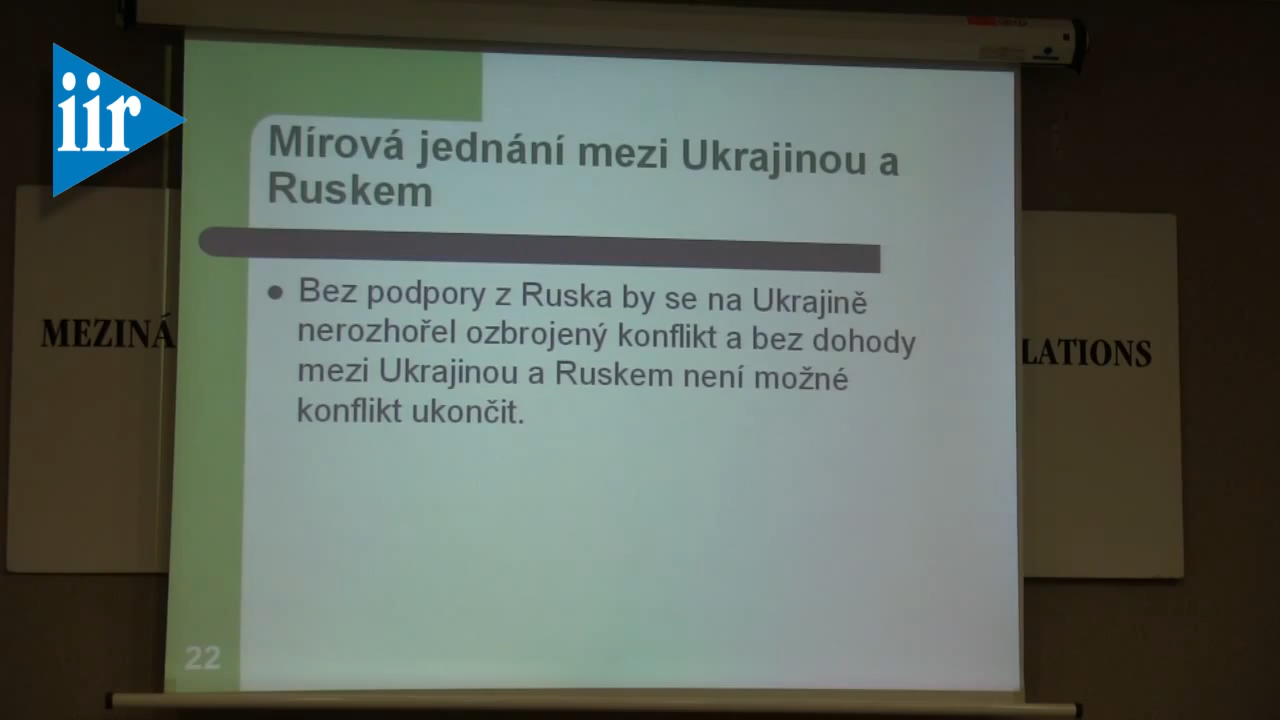 iir
Mírová jednání mezi Ukrajinou a
Ruskem
● Bez podpory z Ruska by se na Ukrajině
nerozhořel ozbrojený konflikt a bez dohody
mezi Ukrajinou a Ruskem není možné
konflikt ukončit.
MEZINÁ
LATIONS
22